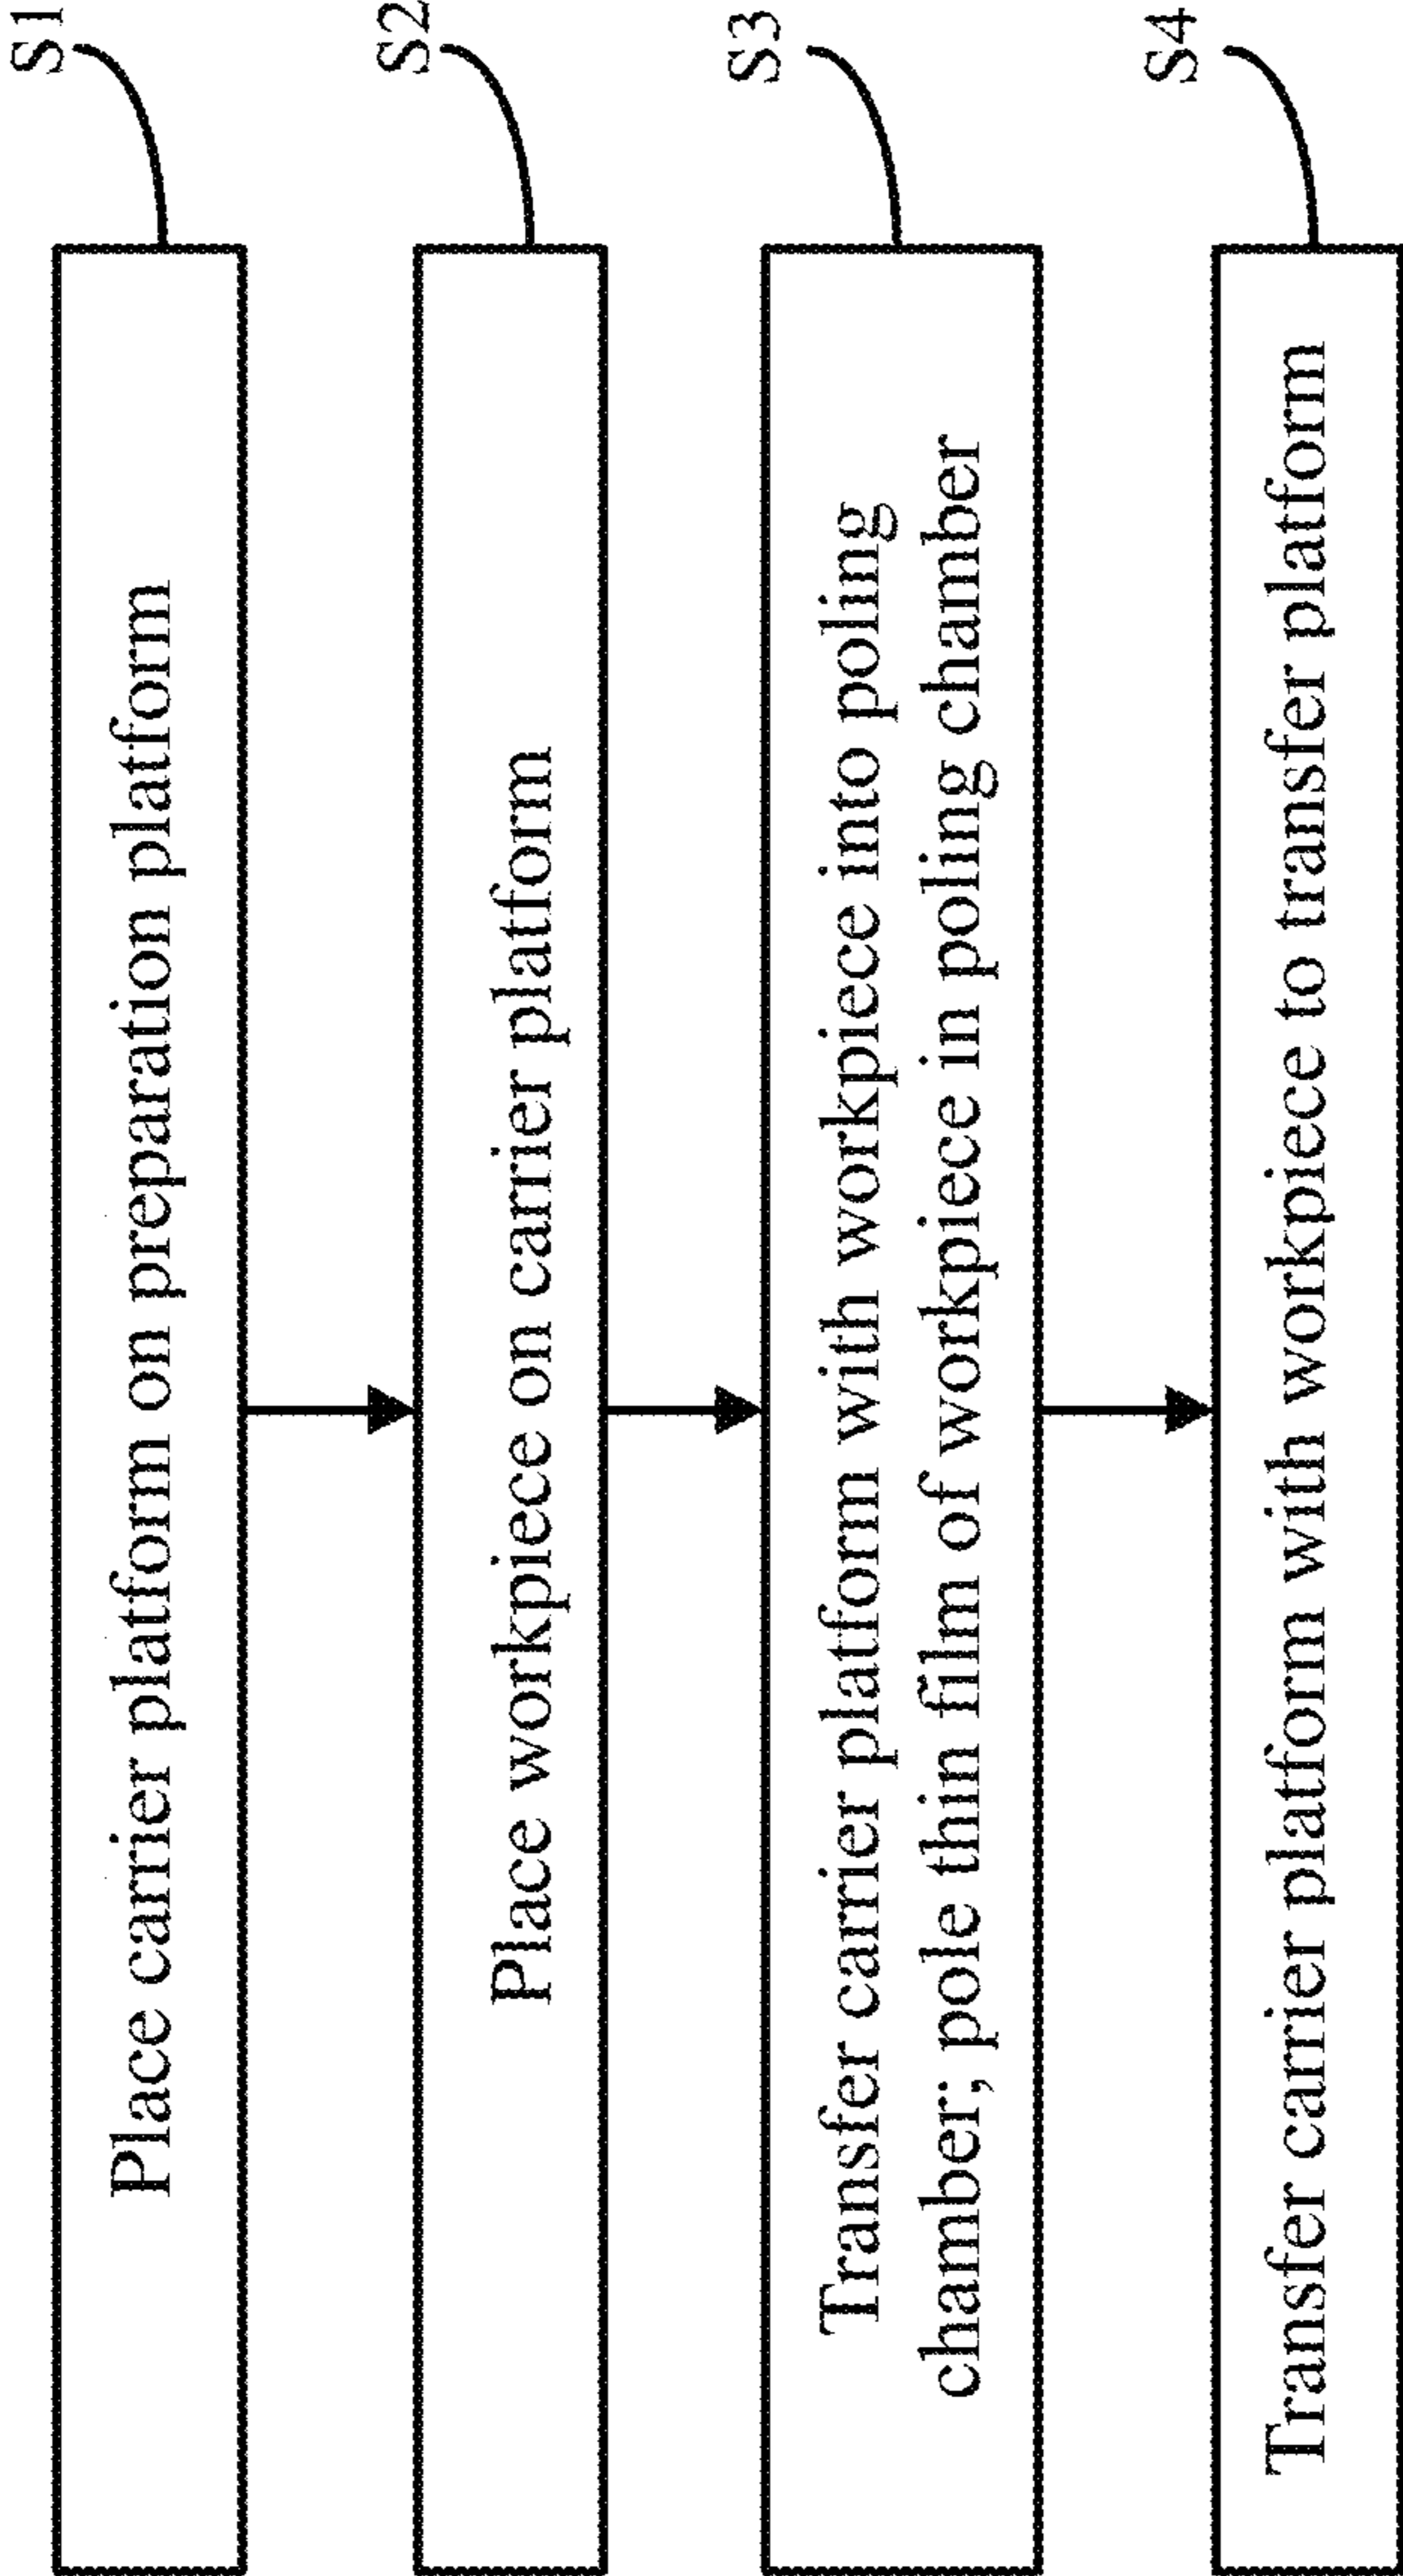 Place carrier platform on preparation platform
S1
Place workpiece on carrier platform
S2
Transfer carrier platform with workpiece into poling
chamber; pole thin film of workpiece in poling chamber
S3
Transfer carrier platform with workpiece to transfer platform
S4